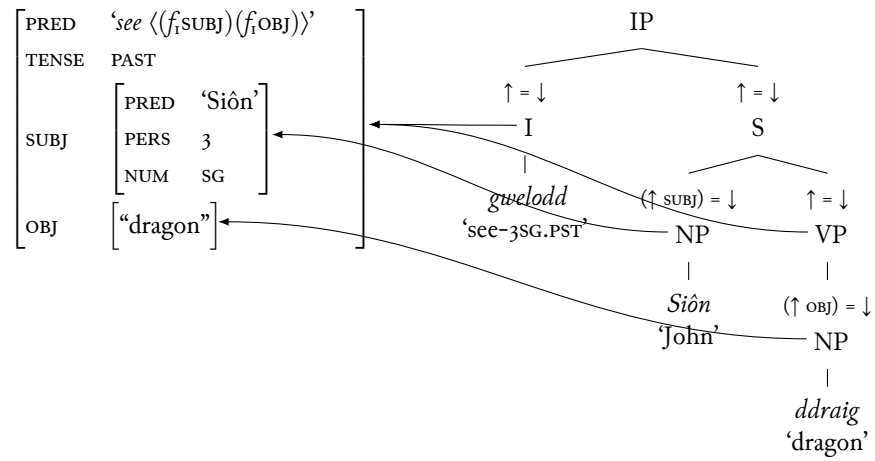 PRED ‘see ⟨(f₁SUBJ)(f₁OBJ)⟩’
TENSE PAST
SUBJ
PRED ‘Siôn’
PERS 3
NUM SG
OBJ “dragon”
IP
↑ = ↓ ↑ = ↓
I S
gwelodd (↑ SUBJ) = ↓ ↑ = ↓
‘see-3SG.PST’ NP VP
Siôn (↑ OBJ) = ↓
‘John’ NP
ddraig
‘dragon’